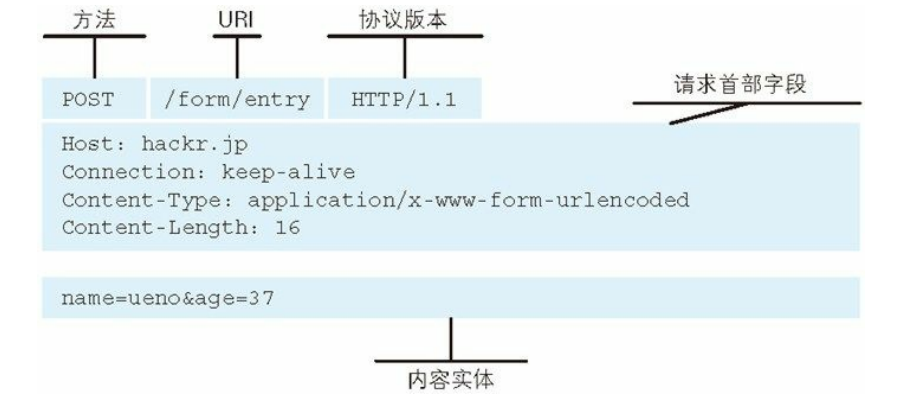 方法 URI 协议版本
请求首部字段
POST /form/entry HTTP/1.1
Host: hackr.jp
Connection: keep-alive
Content-Type: application/x-www-form-urlencoded
Content-Length: 16
name=ueno&age=37
内容实体